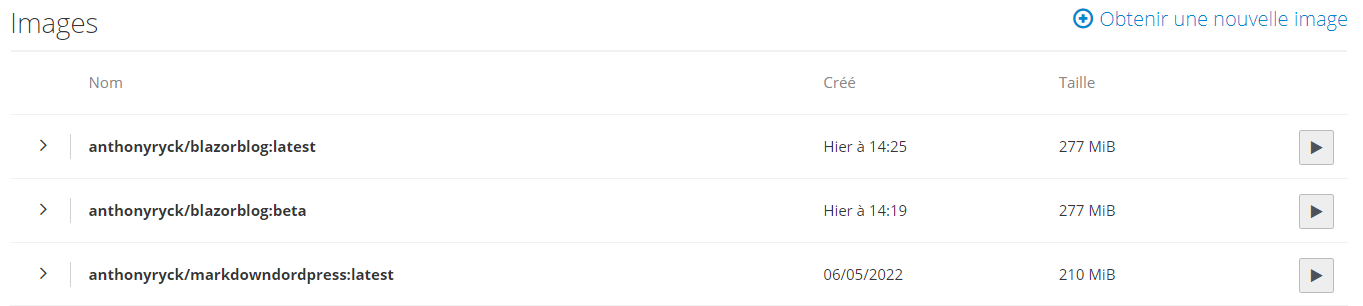 Images
Obtenir une nouvelle image
Nom Créé Taille
anthonyryck/blazorblog:latest Hier à 14:25 277 MiB
anthonyryck/blazorblog:beta Hier à 14:19 277 MiB
anthonyryck/markdowndordpress:latest 06/05/2022 210 MiB